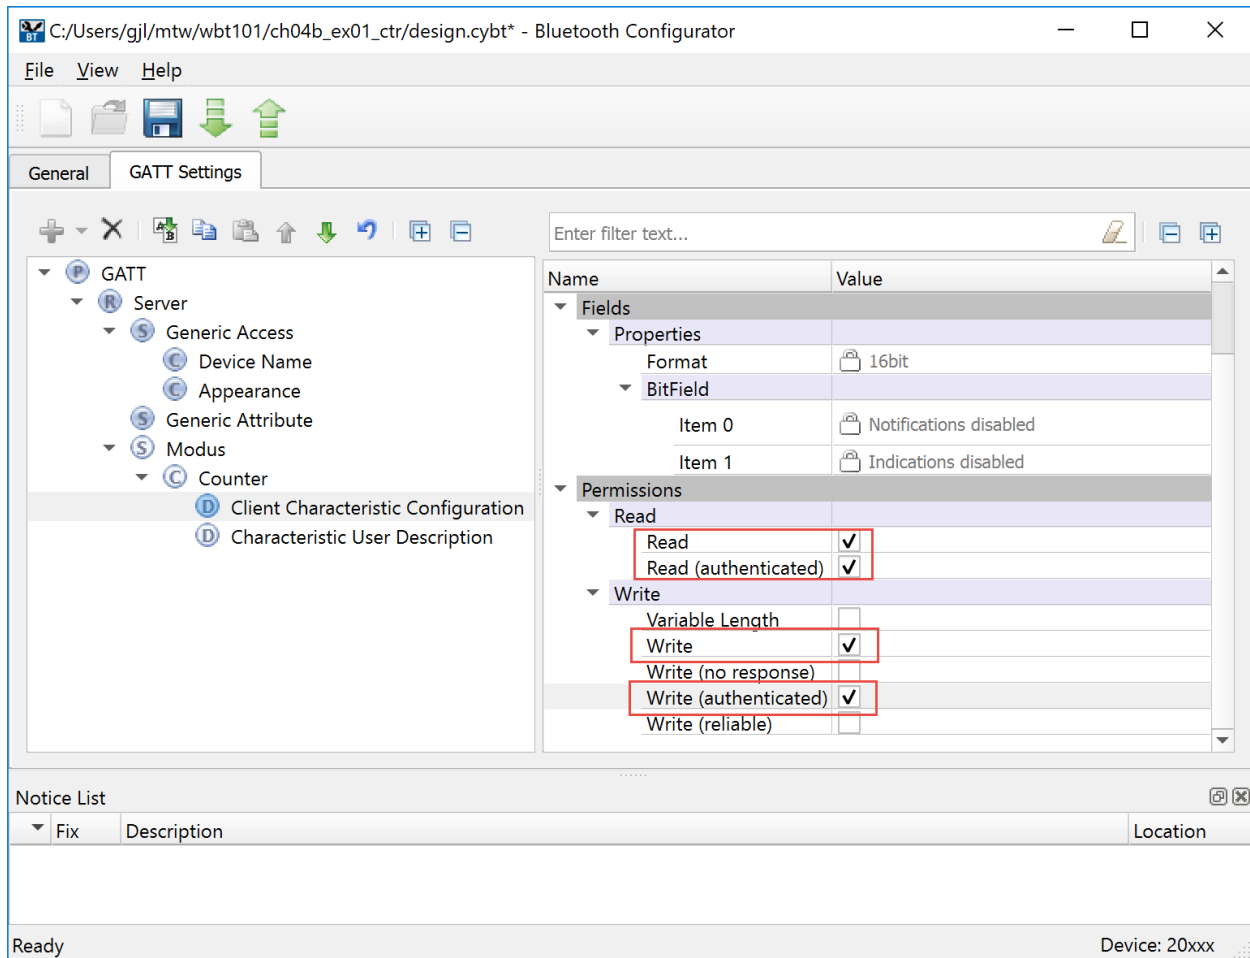 C:/Users/gjl/mtw/wbt101/ch04b_ex01_ctr/design.cybt* - Bluetooth Configurator
File View Help
General GATT Settings
Enter filter text...
GATT
Server
Generic Access
Device Name
Appearance
Generic Attribute
Modus
Counter
Client Characteristic Configuration
Characteristic User Description
Name Value
Fields
Properties
Format 16bit
BitField
Item 0 Notifications disabled
Item 1 Indications disabled
Permissions
Read
Read
Read (authenticated)
Write
Variable Length
Write
Write (no response)
Write (authenticated)
Write (reliable)
Notice List
Fix Description Location
Ready Device: 20xxx